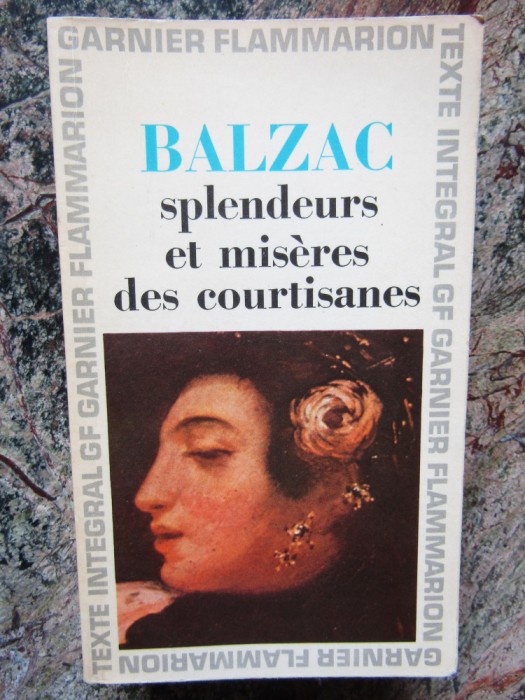 GARNIER FLAMMARION
TEXTE INTEGRAL GF GARNIER FLAMMARION
BALZAC
splendeurs
et misères
des courtisanes
TEXTE INTEGRAL GF GARNIER FLAMMARION
GARNIER FLAMMARION